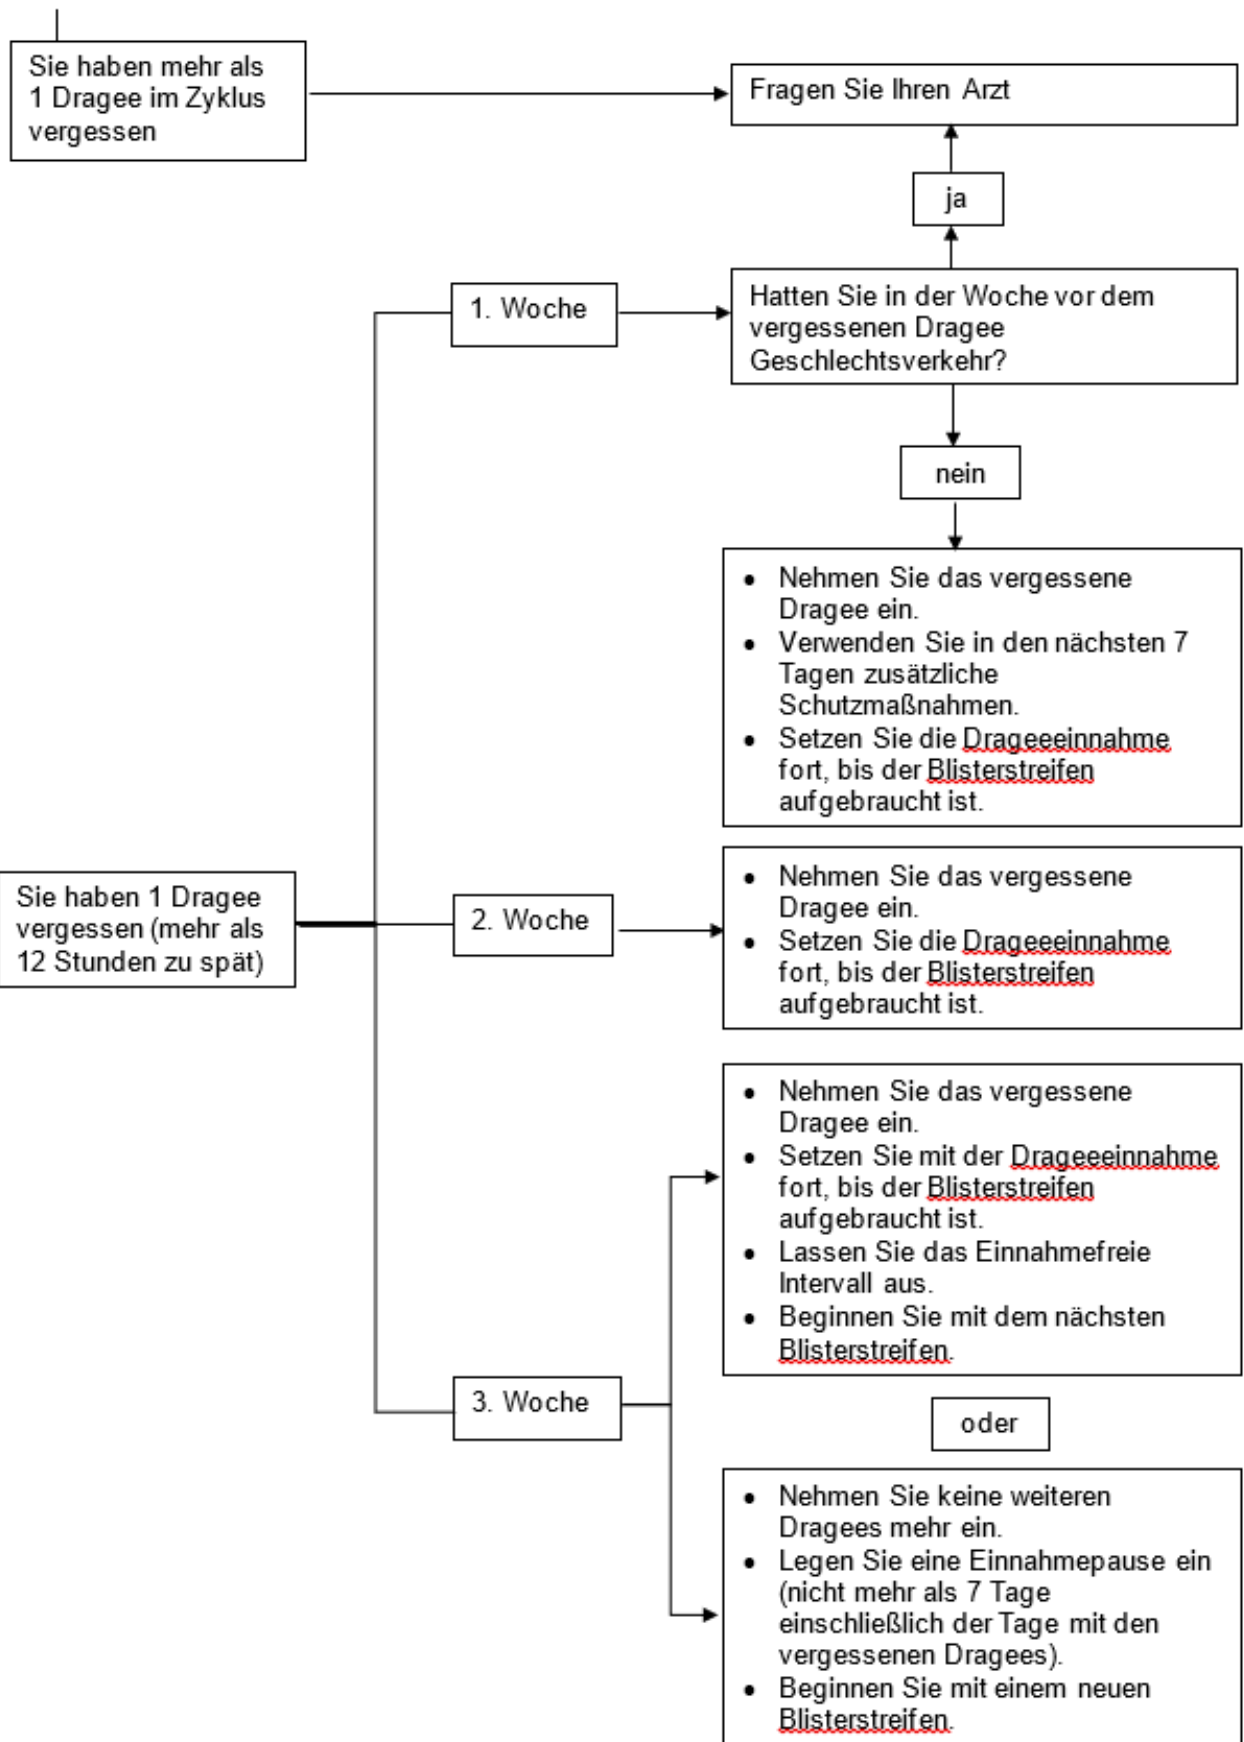 Sie haben mehr als
1 Dragee im Zyklus
vergessen
Fragen Sie Ihren Arzt
ja
1. Woche
Hatten Sie in der Woche vor dem
vergessenen Dragee
Geschlechtsverkehr?
nein
• Nehmen Sie das vergessene
Dragee ein.
• Verwenden Sie in den nächsten 7
Tagen zusätzliche
Schutzmaßnahmen.
• Setzen Sie die Drageeeinnahme
fort, bis der Blisterstreifen
aufgebraucht ist.
Sie haben 1 Dragee
vergessen (mehr als
12 Stunden zu spät)
2. Woche
• Nehmen Sie das vergessene
Dragee ein.
• Setzen Sie die Drageeeinnahme
fort, bis der Blisterstreifen
aufgebraucht ist.
• Nehmen Sie das vergessene
Dragee ein.
• Setzen Sie mit der Drageeeinnahme
fort, bis der Blisterstreifen
aufgebraucht ist.
• Lassen Sie das Einnahmefreie
Intervall aus.
• Beginnen Sie mit dem nächsten
Blisterstreifen.
3. Woche
oder
• Nehmen Sie keine weiteren
Dragees mehr ein.
• Legen Sie eine Einnahmepause ein
(nicht mehr als 7 Tage
einschließlich der Tage mit den
vergessenen Dragees).
• Beginnen Sie mit einem neuen
Blisterstreifen.